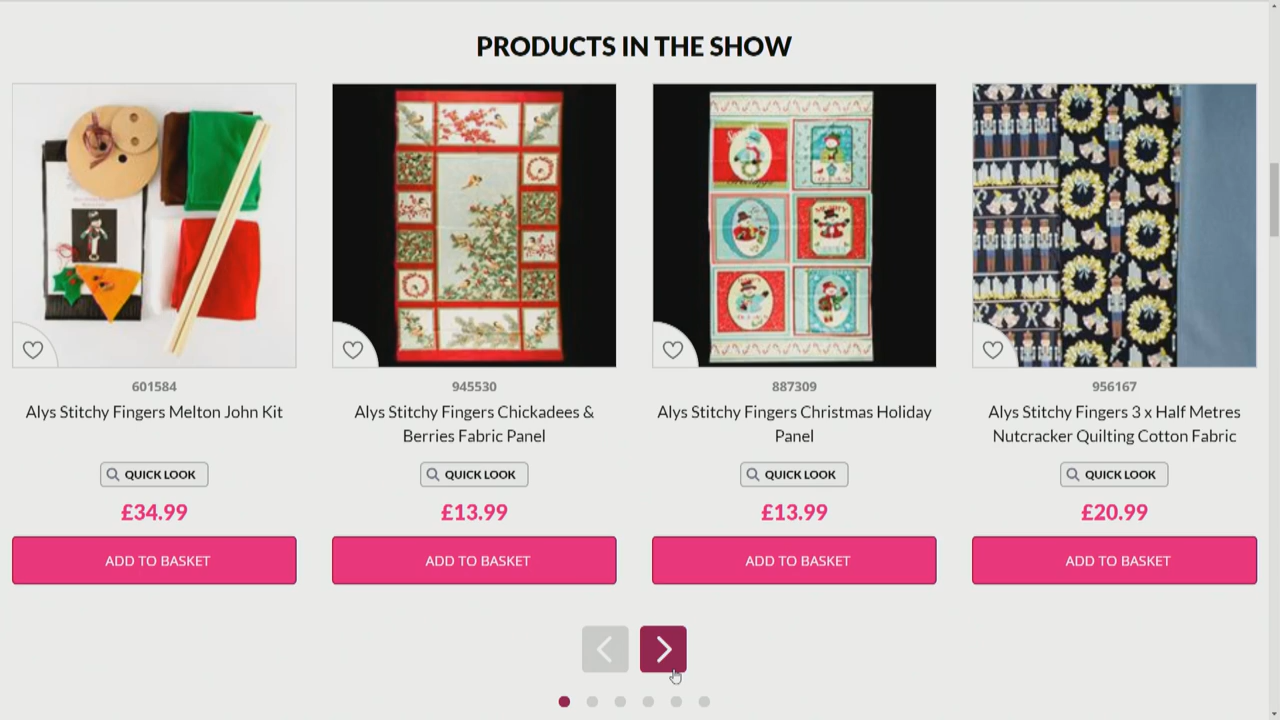 PRODUCTS IN THE SHOW
601584
Alys Stitchy Fingers Melton John Kit
QUICK LOOK
£34.99
ADD TO BASKET
945530
Alys Stitchy Fingers Chickadees &
Berries Fabric Panel
QUICK LOOK
£13.99
ADD TO BASKET
887309
Alys Stitchy Fingers Christmas Holiday
Panel
QUICK LOOK
£13.99
ADD TO BASKET
956167
Alys Stitchy Fingers 3 x Half Metres
Nutcracker Quilting Cotton Fabric
QUICK LOOK
£20.99
ADD TO BASKET